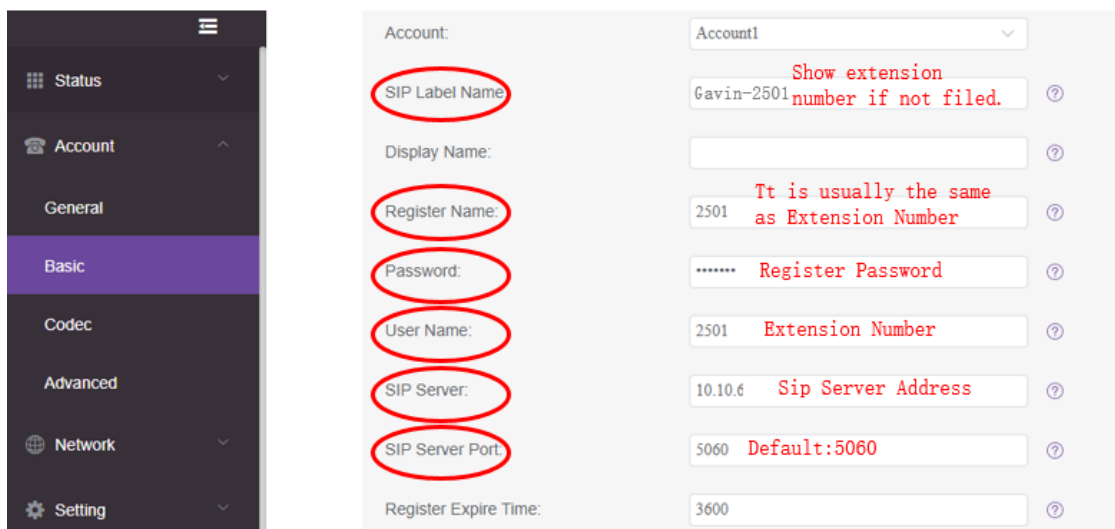 Status
Account
General
Basic
Codec
Advanced
Network
Setting
Account: Account1
SIP Label Name Gavin-2501 Show extension
number if not filed.
Display Name:
Register Name: 2501 Tt is usually the same
as Extension Number
Password: ••••••• Register Password
User Name: 2501 Extension Number
SIP Server: 10.10.6 Sip Server Address
SIP Server Port: 5060 Default:5060
Register Expire Time: 3600